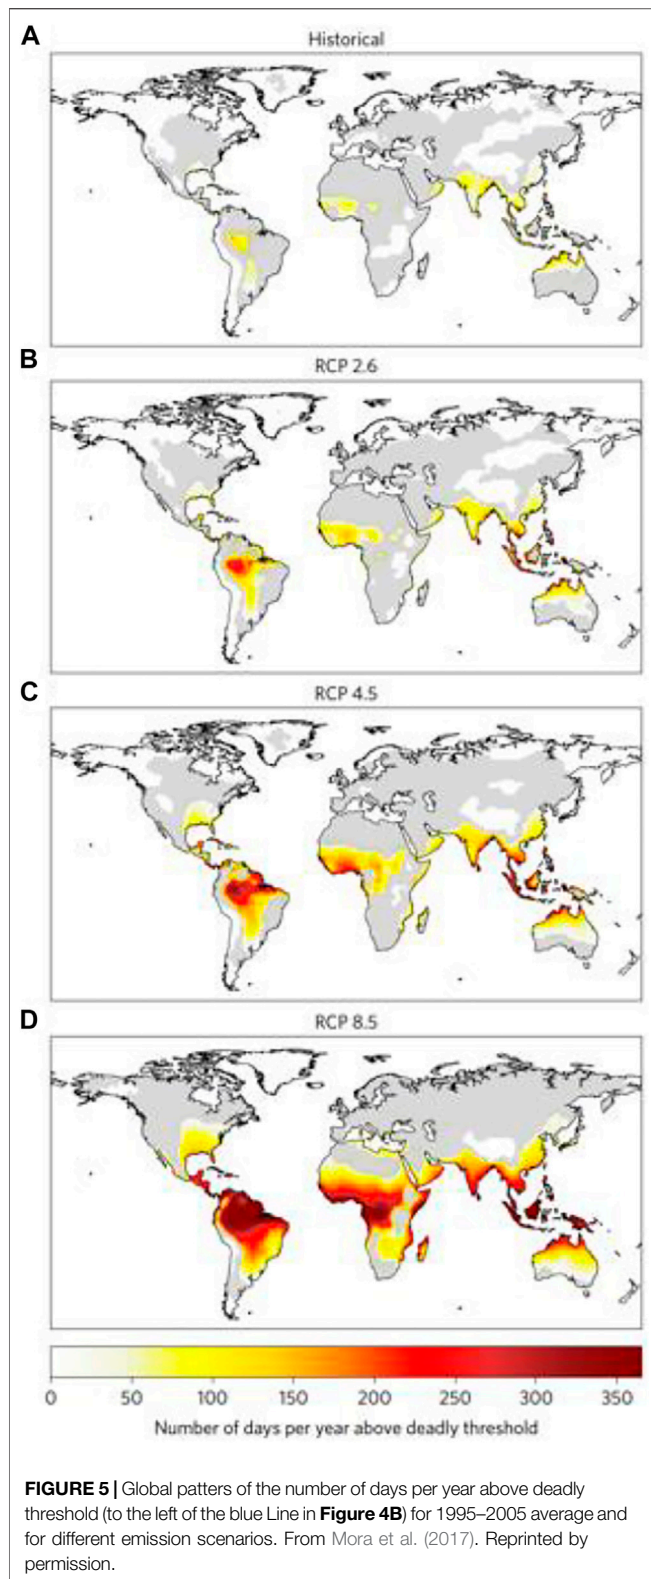 A
Historical
B
RCP 2.6
C
RCP 4.5
D
RCP 8.5
0 50 100 150 200 250 300 350
Number of days per year above deadly threshold
FIGURE 5 | Global patters of the number of days per year above deadly
threshold (to the left of the blue Line in Figure 4B) for 1995–2005 average and
for different emission scenarios. From Mora et al. (2017). Reprinted by
permission.